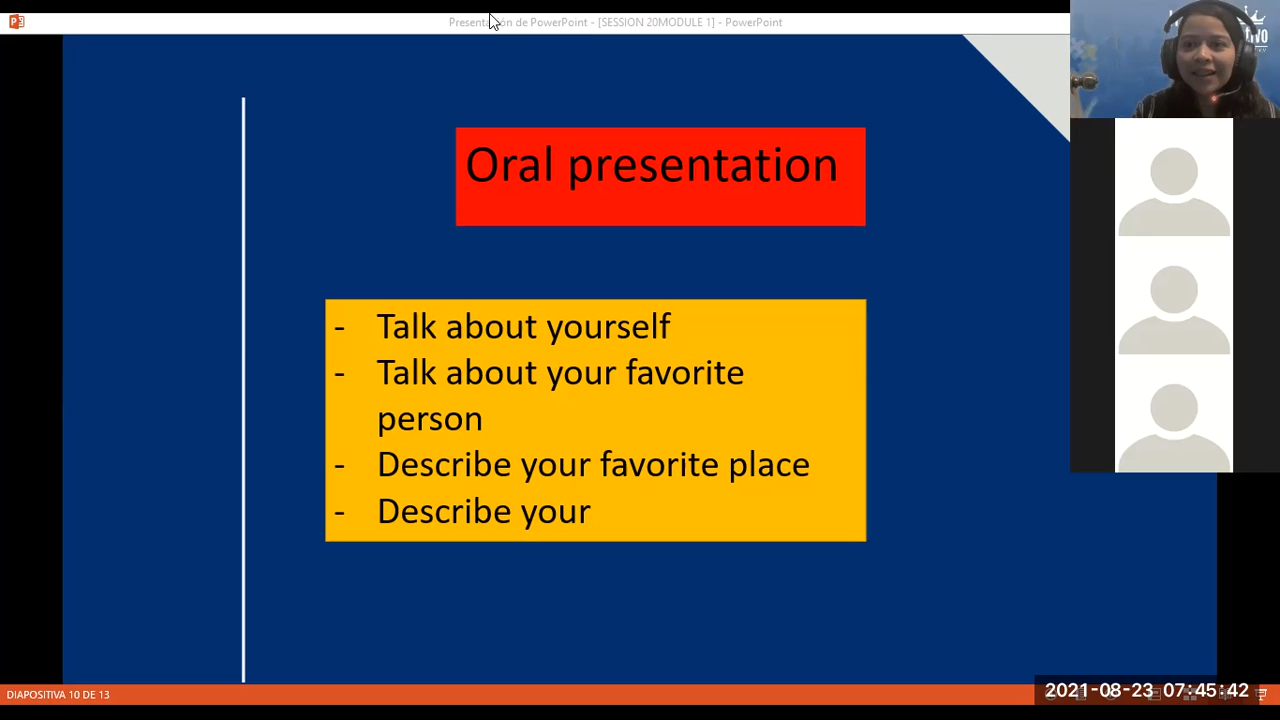 Presentación de PowerPoint - [SESSION 20MODULE 1] - PowerPoint
Oral presentation
- Talk about yourself
- Talk about your favorite
person
- Describe your favorite place
- Describe your
DIAPOSITIVA 10 DE 13
2021-08-23 07:45:42